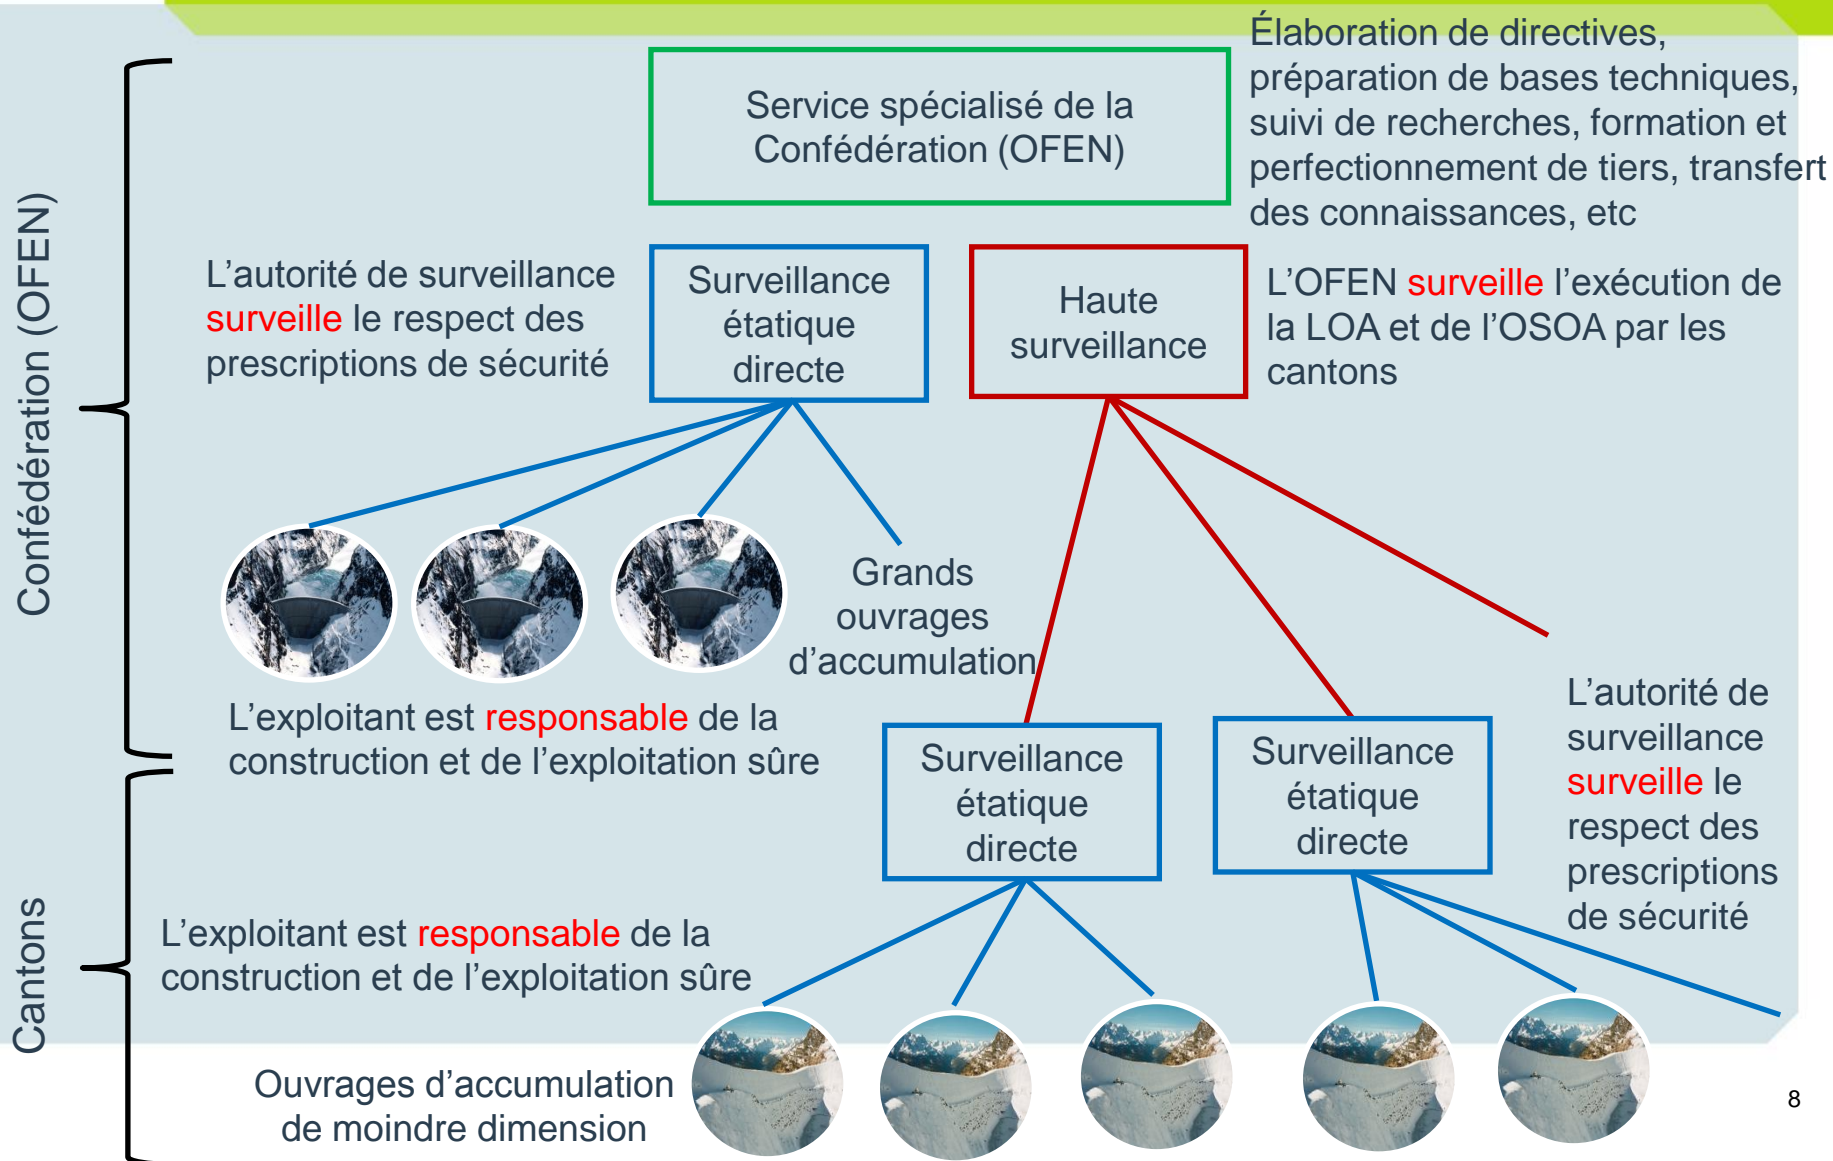 Élaboration de directives,
préparation de bases techniques,
suivi de recherches, formation et
perfectionnement de tiers, transfert
des connaissances, etc
Service spécialisé de la
Confédération (OFEN)
Confédération (OFEN)
L'autorité de surveillance
surveille le respect des
prescriptions de sécurité
Surveillance
étatique
directe
Haute
surveillance
L'OFEN surveille l'exécution de
la LOA et de l'OSOA par les
cantons
Grands
ouvrages
d'accumulation
L'exploitant est responsable de la
construction et de l'exploitation sûre
Surveillance
étatique
directe
Surveillance
étatique
directe
L'autorité de
surveillance
surveille le
respect des
prescriptions
de sécurité
Cantons
L'exploitant est responsable de la
construction et de l'exploitation sûre
Ouvrages d'accumulation
de moindre dimension
8